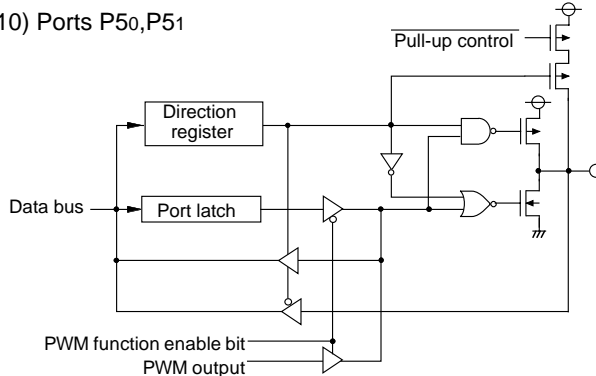 10) Ports P50,P51
Pull-up control
Direction
register
Data bus
Port latch
PWM function enable bit
PWM output